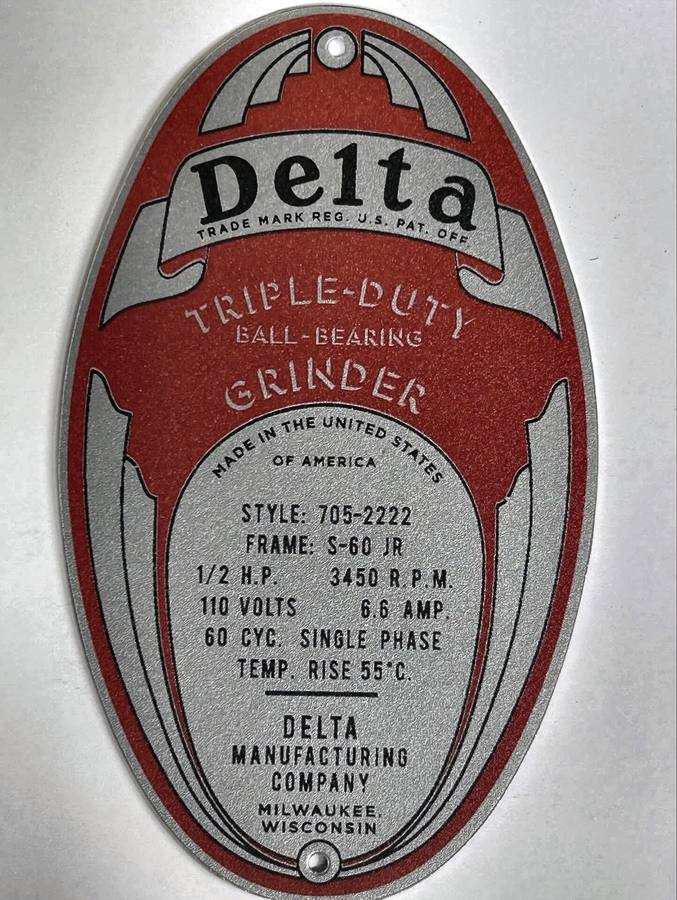 Delta
TRADE MARK REG. U.S. PAT. OFF.
TRIPLE-DUTY
BALL-BEARING
GRINDER
MADE IN THE UNITED STATES
OF AMERICA
STYLE: 705-2222
FRAME: S-60 JR
1/2 H.P. 3450 R.P.M.
110 VOLTS 6.6 AMP.
60 CYC. SINGLE PHASE
TEMP. RISE 55°C.
DELTA
MANUFACTURING
COMPANY
MILWAUKEE,
WISCONSIN